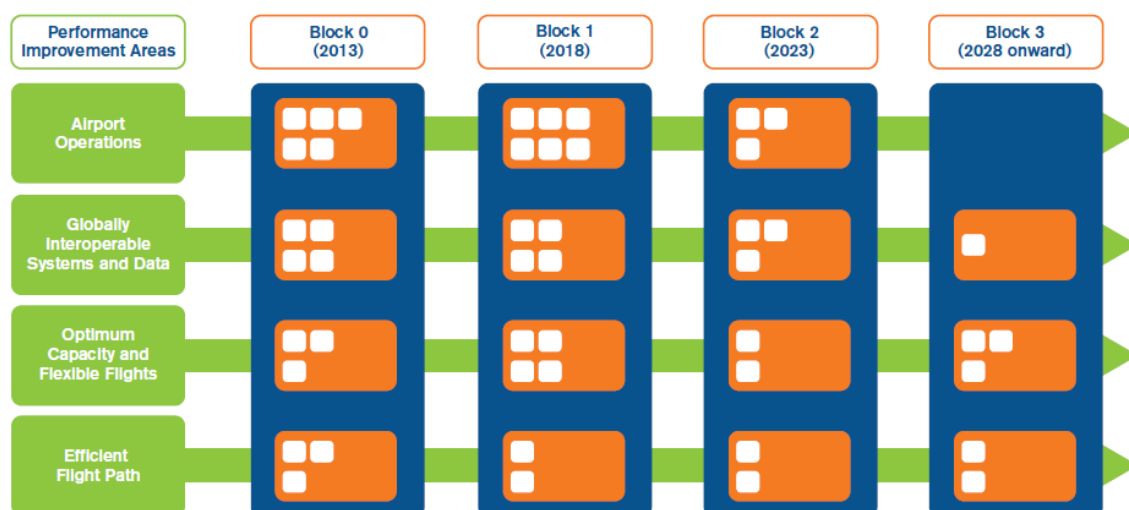 Performance
Improvement Areas
Block 0
(2013)
Block 1
(2018)
Block 2
(2023)
Block 3
(2028 onward)
Airport
Operations
Globally
Interoperable
Systems and Data
Optimum
Capacity and
Flexible Flights
Efficient
Flight Path